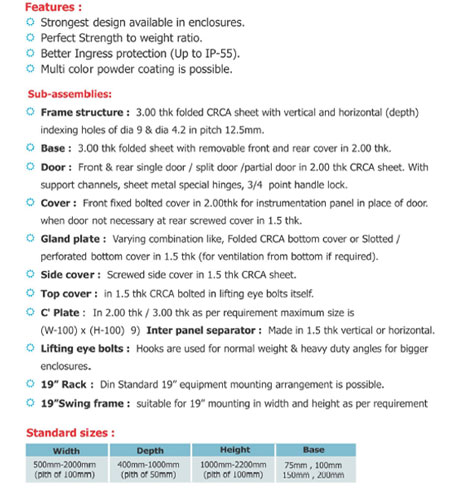 Features :
Strongest design available in enclosures.
Perfect Strength to weight ratio.
Better Ingress protection (Up to IP-55).
Multi color powder coating is possible.
Sub-assemblies:
Frame structure : 3.00 thk folded CRCA sheet with vertical and horizontal (depth)
indexing holes of dia 9 & dia 4.2 in pitch 12.5mm.
Base : 3.00 thk folded sheet with removable front and rear cover in 2.00 thk.
Door : Front & rear single door / split door /partial door in 2.00 thk CRCA sheet. With
support channels, sheet metal special hinges, 3/4 point handle lock.
Cover : Front fixed bolted cover in 2.00thk for instrumentation panel in place of door.
when door not necessary at rear screwed cover in 1.5 thk.
Gland plate : Varying combination like, Folded CRCA bottom cover or Slotted /
perforated bottom cover in 1.5 thk (for ventilation from bottom if required).
Side cover : Screwed side cover in 1.5 thk CRCA sheet.
Top cover : in 1.5 thk CRCA bolted in lifting eye bolts itself.
C' Plate : In 2.00 thk / 3.00 thk as per requirement maximum size is
(W-100) x (H-100) 9) Inter panel separator : Made in 1.5 thk vertical or horizontal.
Lifting eye bolts : Hooks are used for normal weight & heavy duty angles for bigger
enclosures.
19" Rack : Din Standard 19" equipment mounting arrangement is possible.
19"Swing frame : suitable for 19" mounting in width and height as per requirement
Standard sizes :
Width Depth Height Base
500mm-2000mm 400mm-1000mm 1000mm-2200mm 75mm , 100mm
(pith of 100mm) (pith of 50mm) (pith of 100mm) 150mm , 200mm